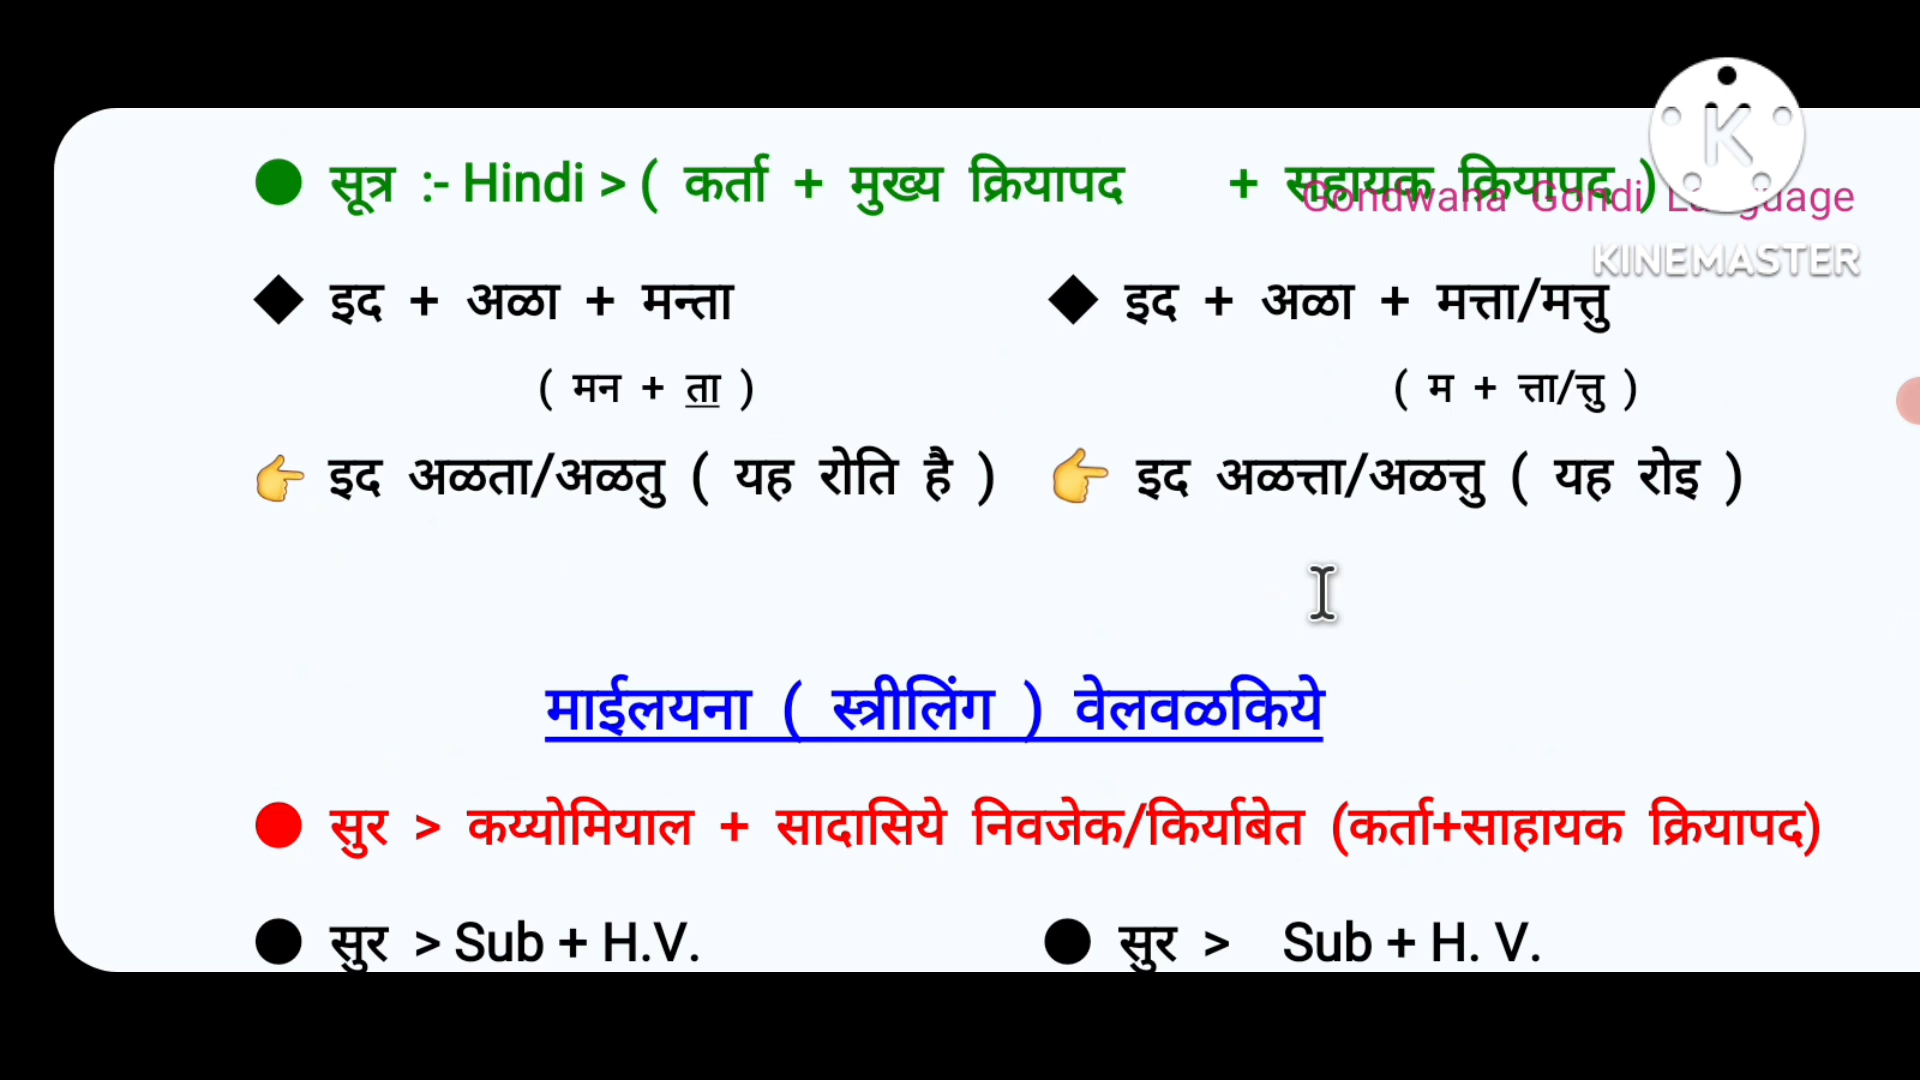 ● सूत्र :- Hindi > ( कर्ता + मुख्य क्रियापद + सहायक क्रियापद )
Gondwana Gondi Language
KINEMASTER
◆ इद + अळा + मन्ता ◆ इद + अळा + मत्ता/मत्तु
( मन + ता ) ( म + त्ता/त्तु )
👉 इद अळता/अळतु ( यह रोति है ) 👉 इद अळत्ता/अळत्तु ( यह रोइ )
माईलयना ( स्त्रीलिंग ) वेलवळकिये
● सुर > कय्योमियाल + सादासिये निवजेक/किर्याबेत (कर्ता+साहायक क्रियापद)
● सुर > Sub + H.V. ● सुर > Sub + H. V.